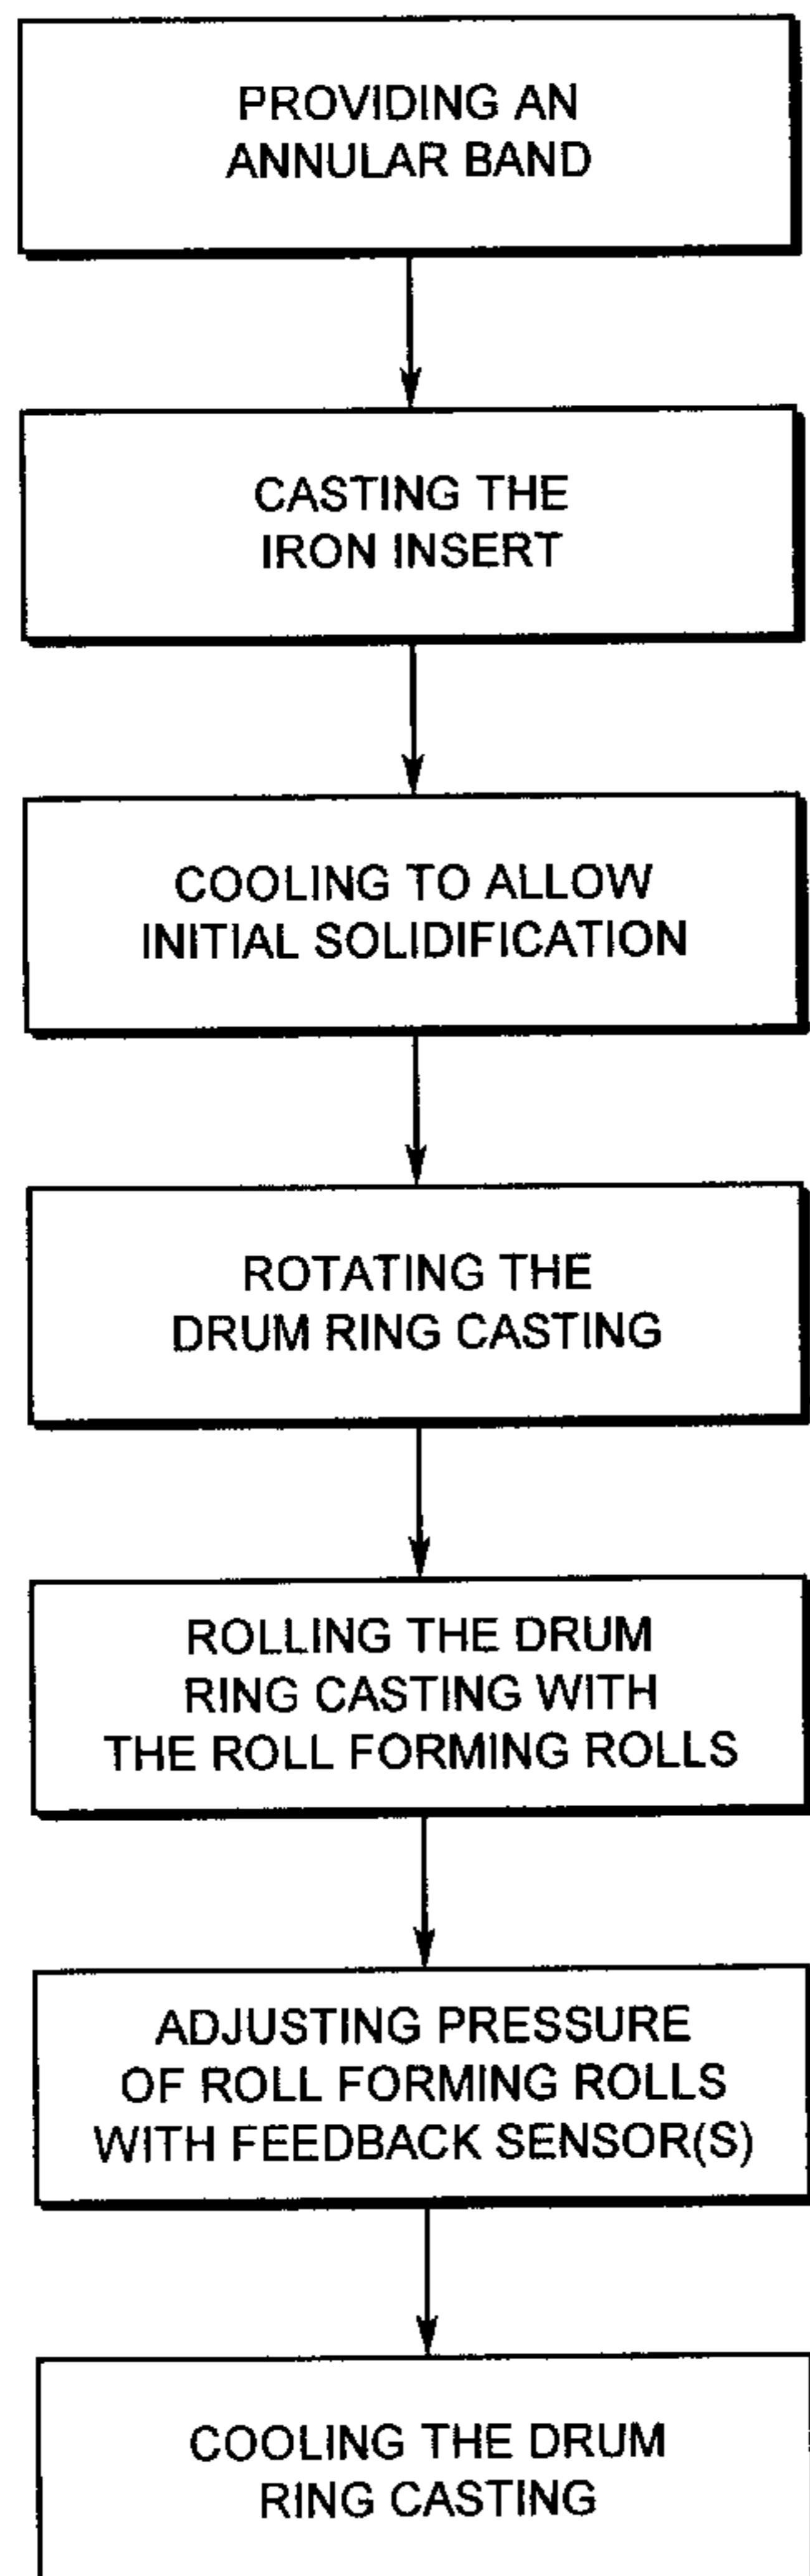 PROVIDING AN
ANNULAR BAND
CASTING THE
IRON INSERT
COOLING TO ALLOW
INITIAL SOLIDIFICATION
ROTATING THE
DRUM RING CASTING
ROLLING THE DRUM
RING CASTING WITH
THE ROLL FORMING ROLLS
ADJUSTING PRESSURE
OF ROLL FORMING ROLLS
WITH FEEDBACK SENSOR(S)
COOLING THE DRUM
RING CASTING